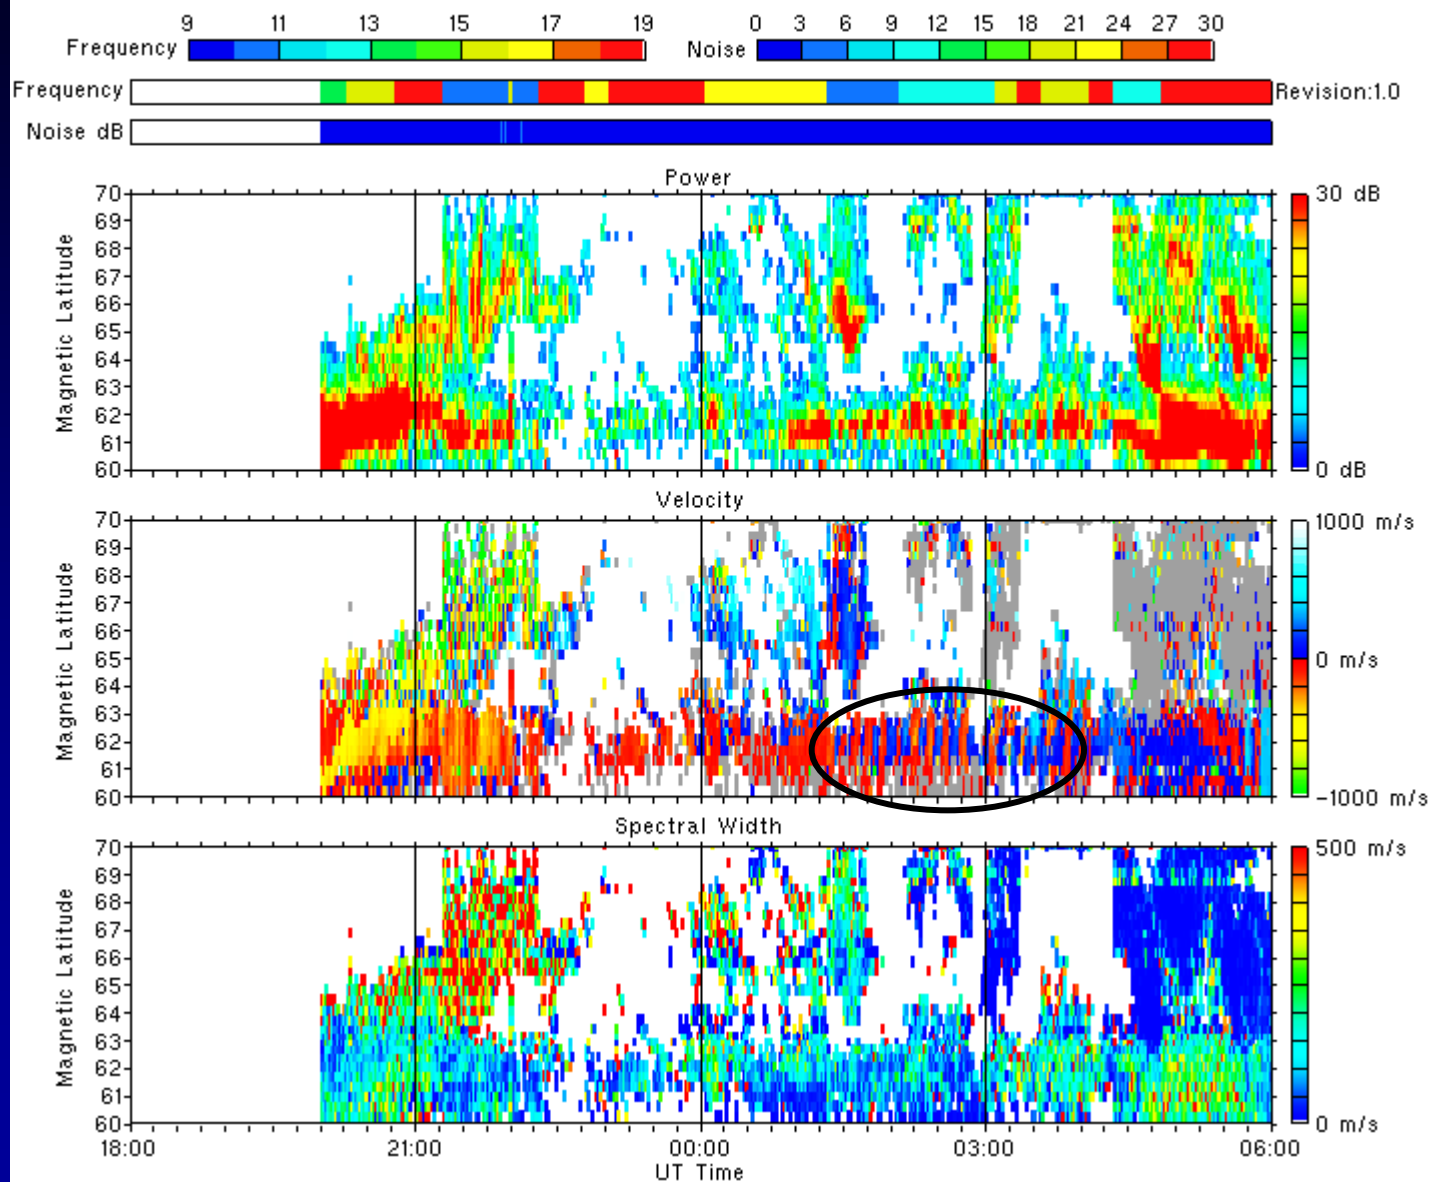 9 11 13 15 17 19 0 3 6 9 12 15 18 21 24 27 30
Frequency Noise
Frequency Revision:1.0
Noise dB
Power
70 30 dB
69
68
67
66
65
64
63
62
61
60 0 dB
Magnetic Latitude
Velocity
70 1000 m/s
69
68
67
66
65 0 m/s
64
63
62
61
60 -1000 m/s
Magnetic Latitude
Spectral Width
70 500 m/s
69
68
67
66
65
64
63
62
61
60 0 m/s
Magnetic Latitude
18:00 21:00 00:00 03:00 06:00
UT Time